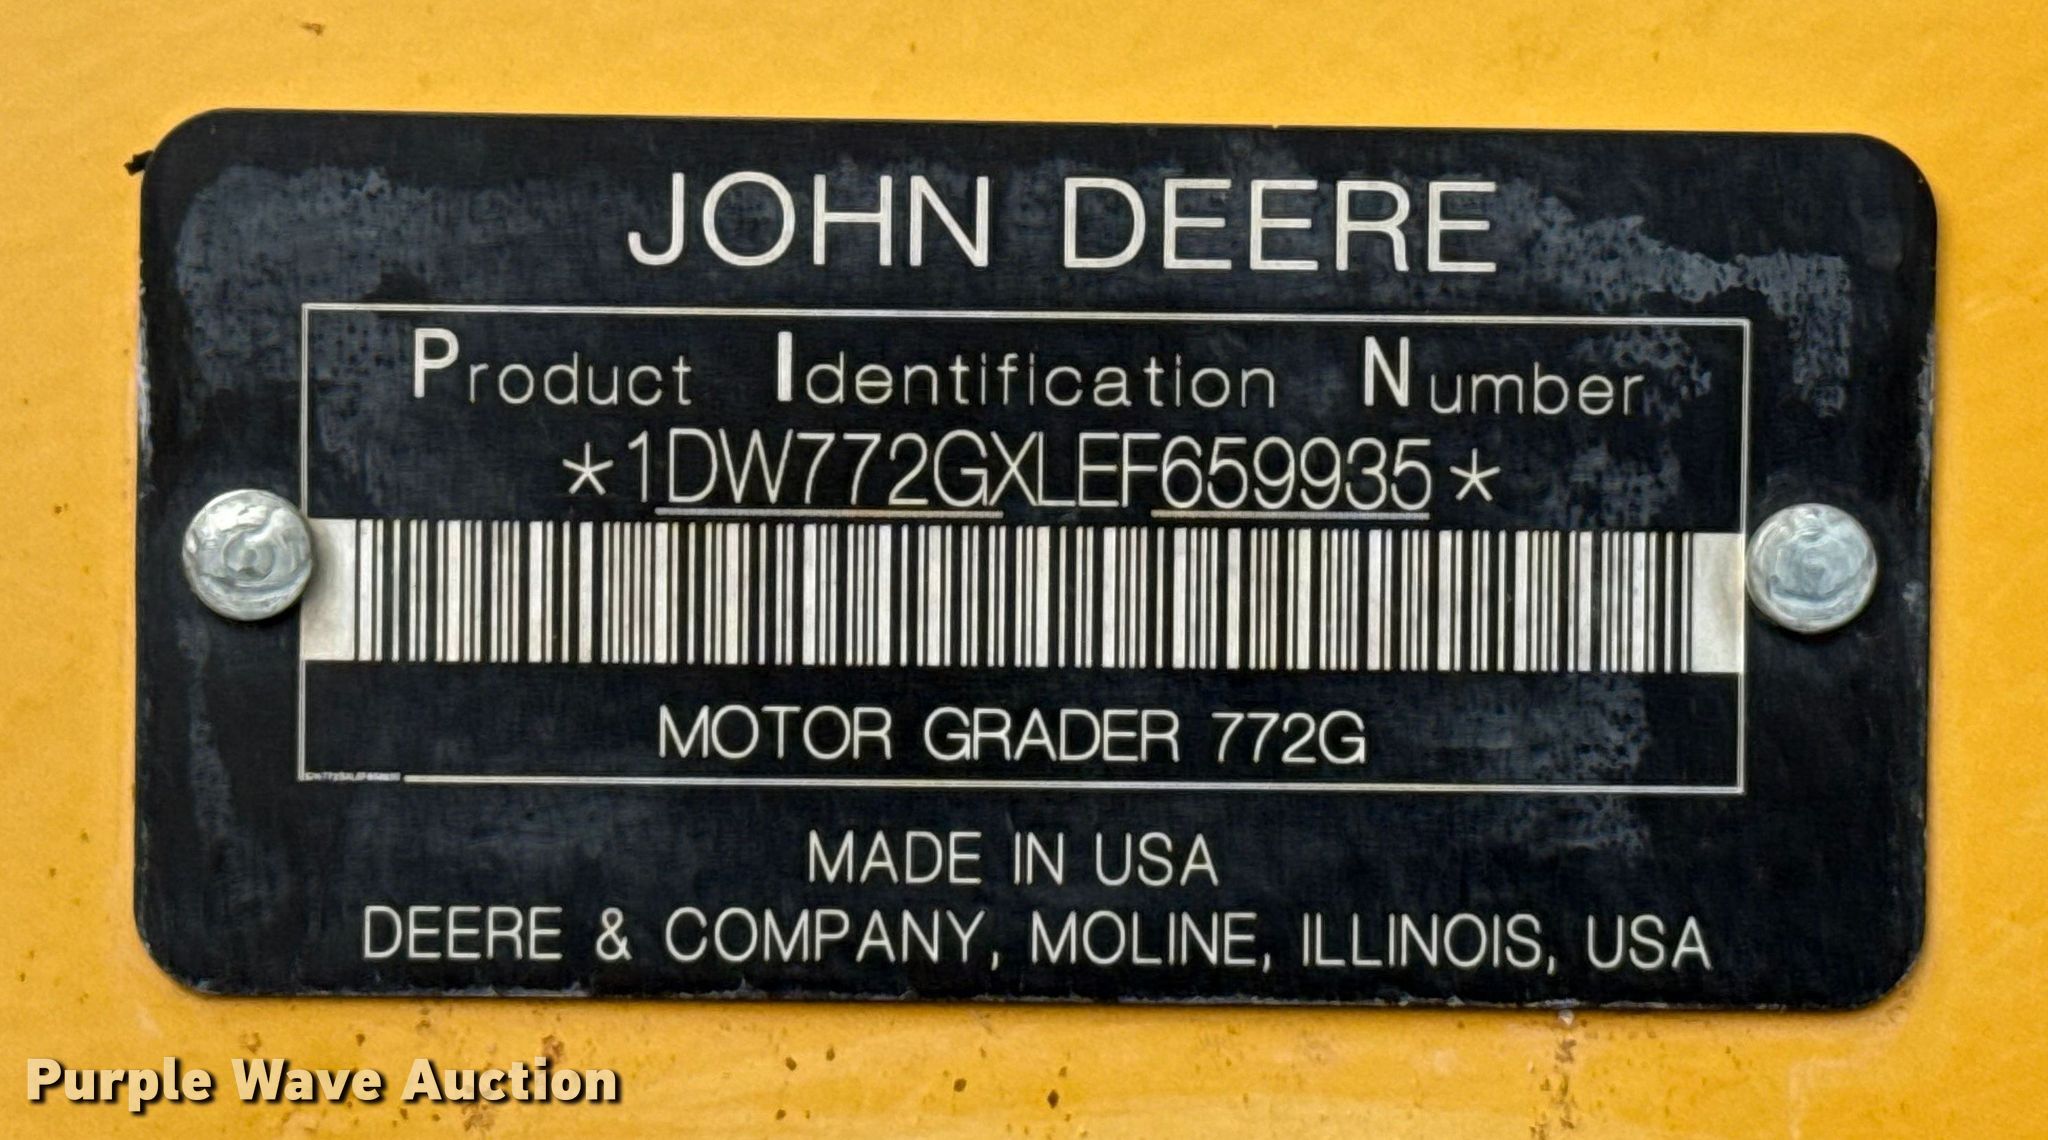 JOHN DEERE
Product Identification Number
*1DW772GXLEF659935*
MOTOR GRADER 772G
MADE IN USA
DEERE & COMPANY, MOLINE, ILLINOIS, USA
Purple Wave Auction